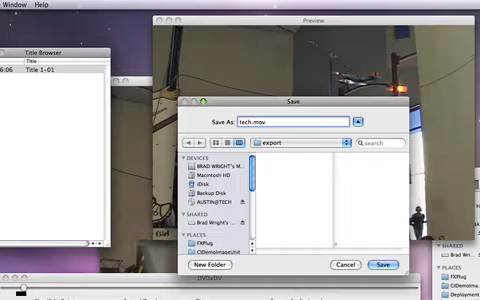 Window Help
Preview
Title Browser
Title
6:06 Title 1-01
Save
Save As: tech.mov
export
search
DEVICES
BRAD WRIGHT's M...
Macintosh HD
iDisk
Backup Disk
AUSTIN@TECH
SHARED
Brad Wright's...
PLACES
FXPlug
CIDemoImageUnit
New Folder
Cancel
Save
SHARED
Brad Wri...
PLACES
FXPlug
CIDemoIma...
Deployment